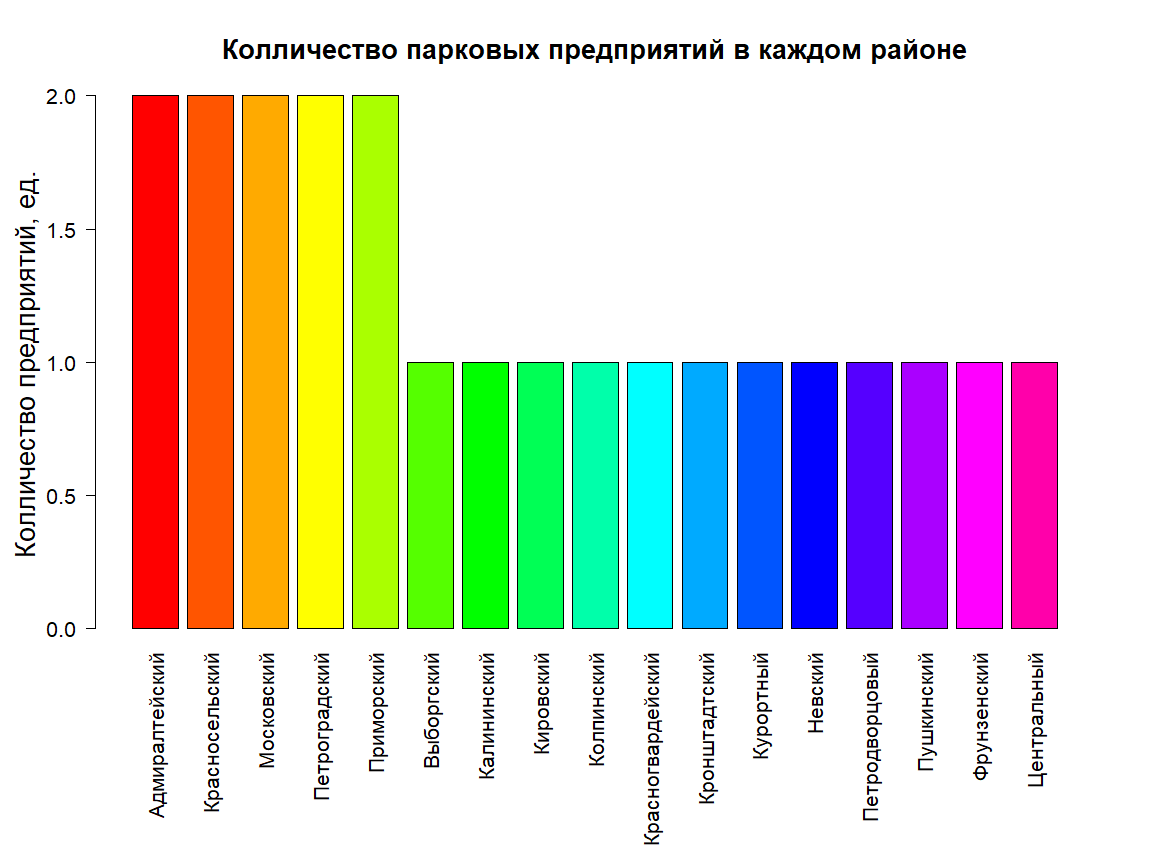 Колличество парковых предприятий в каждом районе
Колличество предприятий, ед.
2.0
1.5
1.0
0.5
0.0
Адмиралтейский
Красносельский
Московский
Петроградский
Приморский
Выборгский
Калининский
Кировский
Колпинский
Красногвардейский
Кронштадтский
Курортный
Невский
Петродворцовый
Пушкинский
Фрунзенский
Центральный